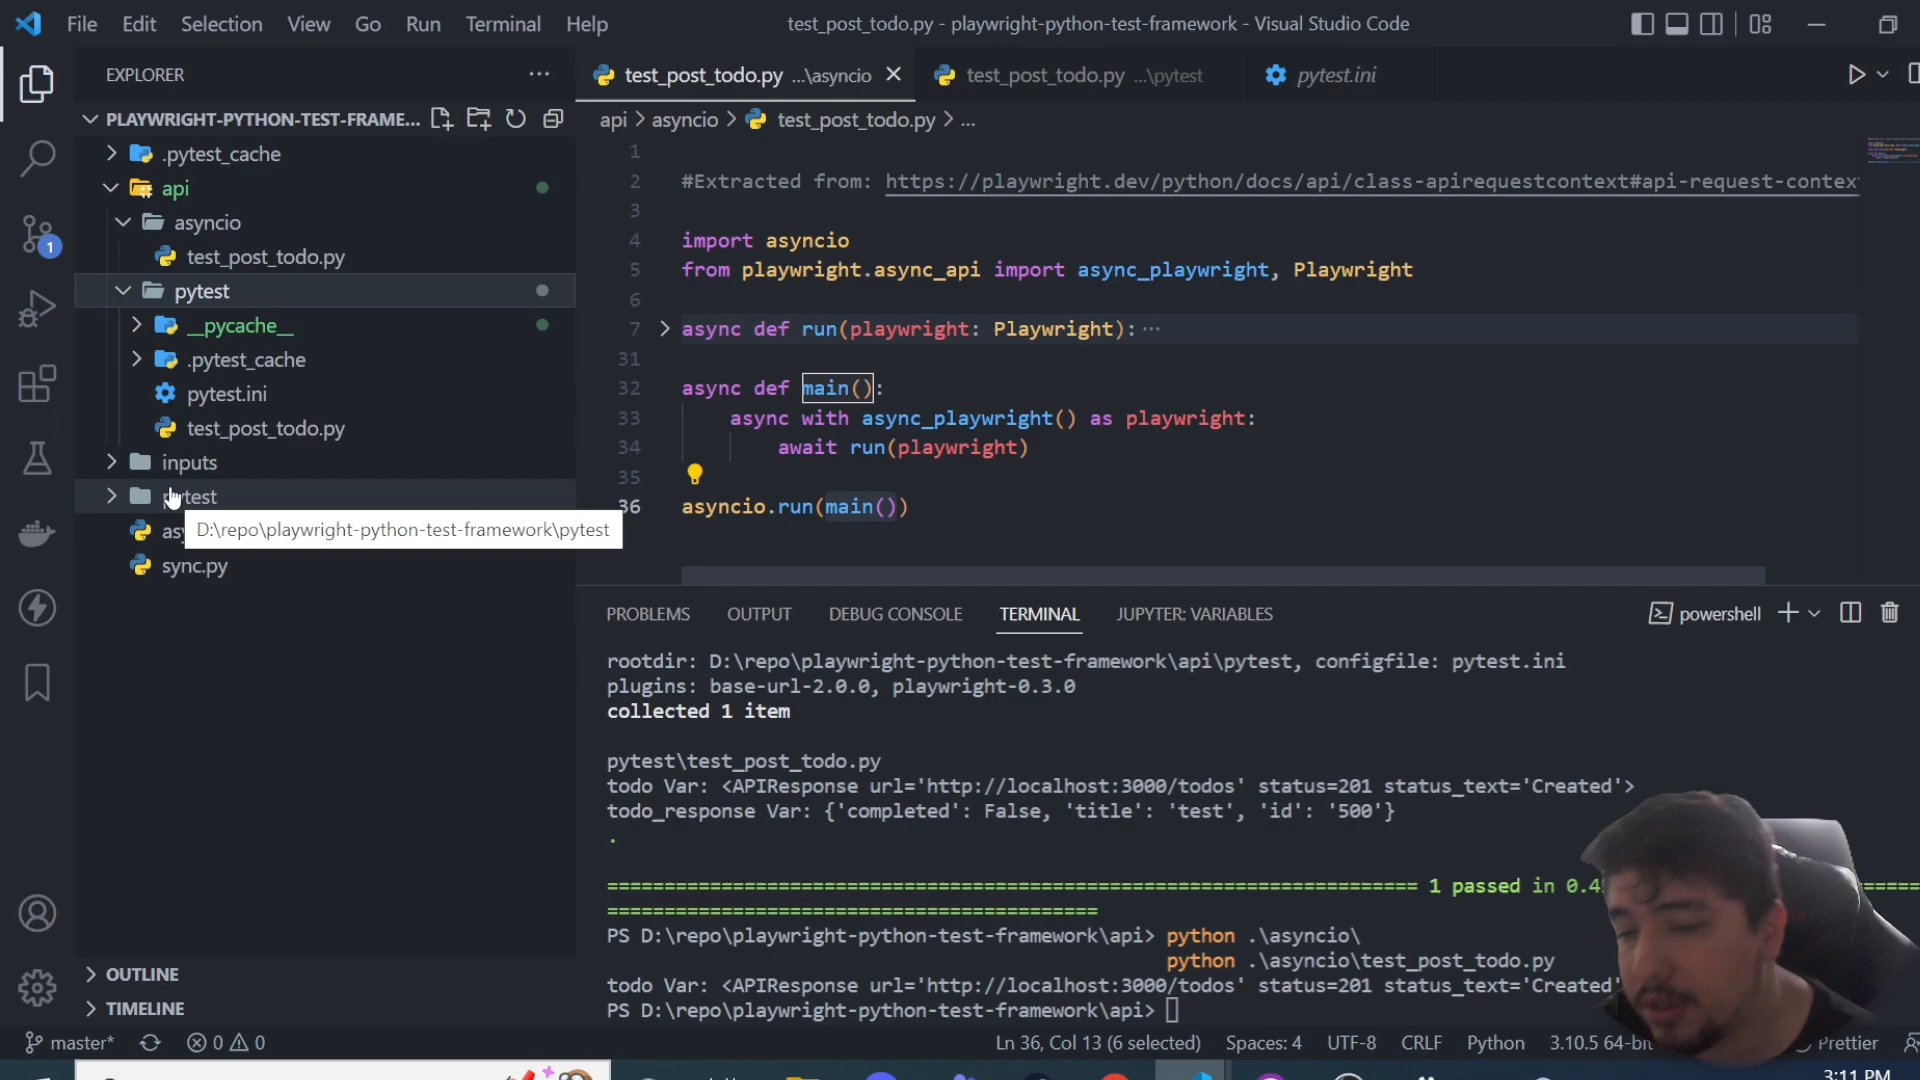 File Edit Selection View Go Run Terminal Help
test_post_todo.py - playwright-python-test-framework - Visual Studio Code
EXPLORER
PLAYWRIGHT-PYTHON-TEST-FRAME...
.pytest_cache
api
asyncio
test_post_todo.py
pytest
__pycache__
.pytest_cache
pytest.ini
test_post_todo.py
inputs
pytest
D:\repo\playwright-python-test-framework\pytest
sync.py
OUTLINE
TIMELINE
1
test_post_todo.py ...\asyncio
test_post_todo.py ...\pytest
pytest.ini
api > asyncio > test_post_todo.py > ...
1
2 #Extracted from: https://playwright.dev/python/docs/api/class-apirequestcontext#api-request-contex
3
4 import asyncio
5 from playwright.async_api import async_playwright, Playwright
6
7 async def run(playwright: Playwright):...
31
32 async def main():
33 async with async_playwright() as playwright:
34 await run(playwright)
35
36 asyncio.run(main())
PROBLEMS OUTPUT DEBUG CONSOLE TERMINAL JUPYTER: VARIABLES
powershell
rootdir: D:\repo\playwright-python-test-framework\api\pytest, configfile: pytest.ini
plugins: base-url-2.0.0, playwright-0.3.0
collected 1 item
pytest\test_post_todo.py
todo Var: <APIResponse url='http://localhost:3000/todos' status=201 status_text='Created'>
todo_response Var: {'completed': False, 'title': 'test', 'id': '500'}
.
1 passed in 0.4
PS D:\repo\playwright-python-test-framework\api> python .\asyncio\
python .\asyncio\test_post_todo.py
todo Var: <APIResponse url='http://localhost:3000/todos' status=201 status_text='Created'
PS D:\repo\playwright-python-test-framework\api>
master* 0 0
Ln 36, Col 13 (6 selected) Spaces: 4 UTF-8 CRLF Python 3.10.5 64-bit Prettier
3:11 PM